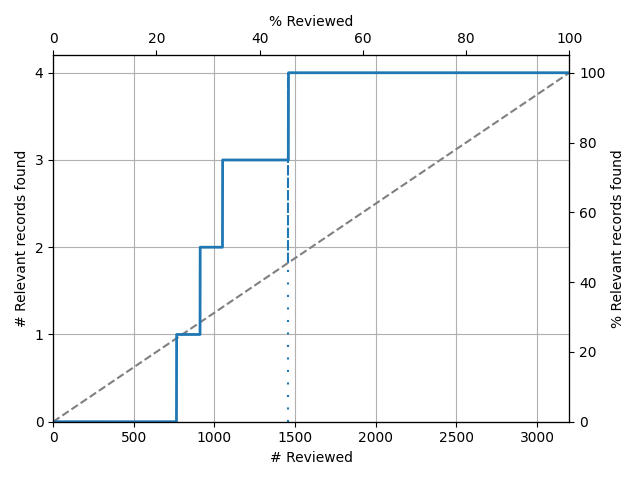 % Reviewed
0 20 40 60 80 100
4 100
80
3
60
2
40
1
20
0 0
0 500 1000 1500 2000 2500 3000
# Reviewed
# Relevant records found
% Relevant records found